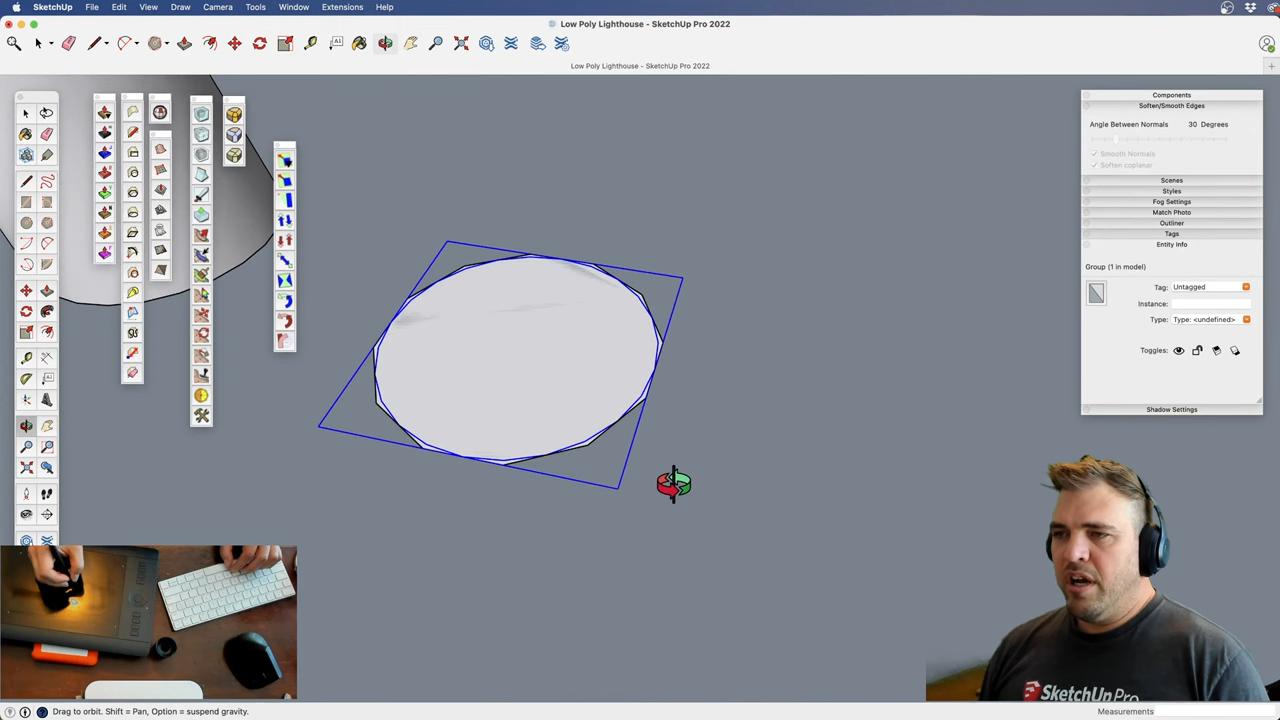 SketchUp File Edit View Draw Camera Tools Window Extensions Help
Low Poly Lighthouse - SketchUp Pro 2022
Low Poly Lighthouse - SketchUp Pro 2022
Components
Soften/Smooth Edges
Angle Between Normals 30 Degrees
Smooth Normals
Soften coplanar
Scenes
Styles
Fog Settings
Match Photo
Outliner
Tags
Entity Info
Group (1 in model)
Tag: Untagged
Instance:
Type: Type: <undefined>
Toggles:
Shadow Settings
SketchUp Pro
Drag to orbit. Shift = Pan, Option = suspend gravity.
Measurements